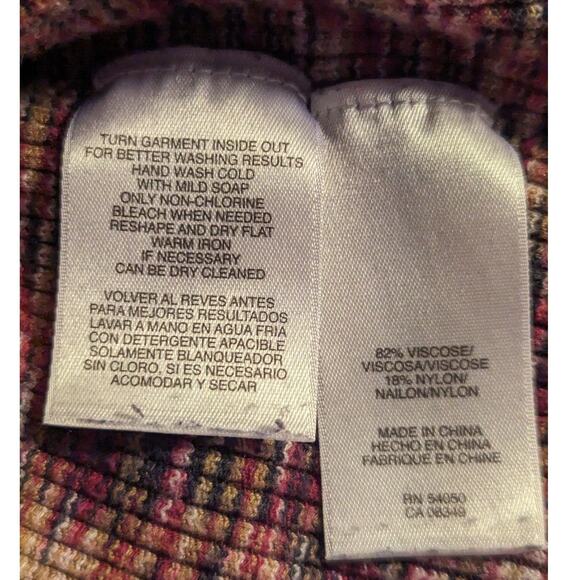 TURN GARMENT INSIDE OUT
FOR BETTER WASHING RESULTS
HAND WASH COLD
WITH MILD SOAP
ONLY NON-CHLORINE
BLEACH WHEN NEEDED
RESHAPE AND DRY FLAT
WARM IRON
IF NECESSARY
CAN BE DRY CLEANED
VOLVER AL REVES ANTES
PARA MEJORES RESULTADOS
LAVAR A MANO EN AGUA FRIA
CON DETERGENTE APACIBLE
SOLAMENTE BLANQUEADOR
SIN CLORO, SI ES NECESARIO
ACOMODAR Y SECAR
82% VISCOSE/
VISCOSA/VISCOSE
18% NYLON/
NAILON/NYLON
MADE IN CHINA
HECHO EN CHINA
FABRIQUE EN CHINE
RN 54050
CA 06349